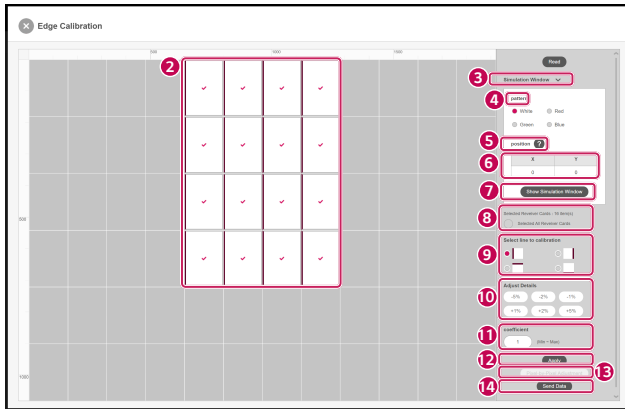 Edge Calibration
500 1000 1500
Read
2
3 Simulation Window
4 pattern
White Red
Green Blue
5 position ?
6 X Y
0 0
7 Show Simulation Window
500
8 Selected Receiver Cards : 16 item(s)
Selected All Receiver Cards
9 Select line to calibration
Adjust Details
10 -5% -2% -1%
+1% +2% +5%
coefficient
11 1 (Min ~ Max)
12 Apply
13
1000
14 Send Data